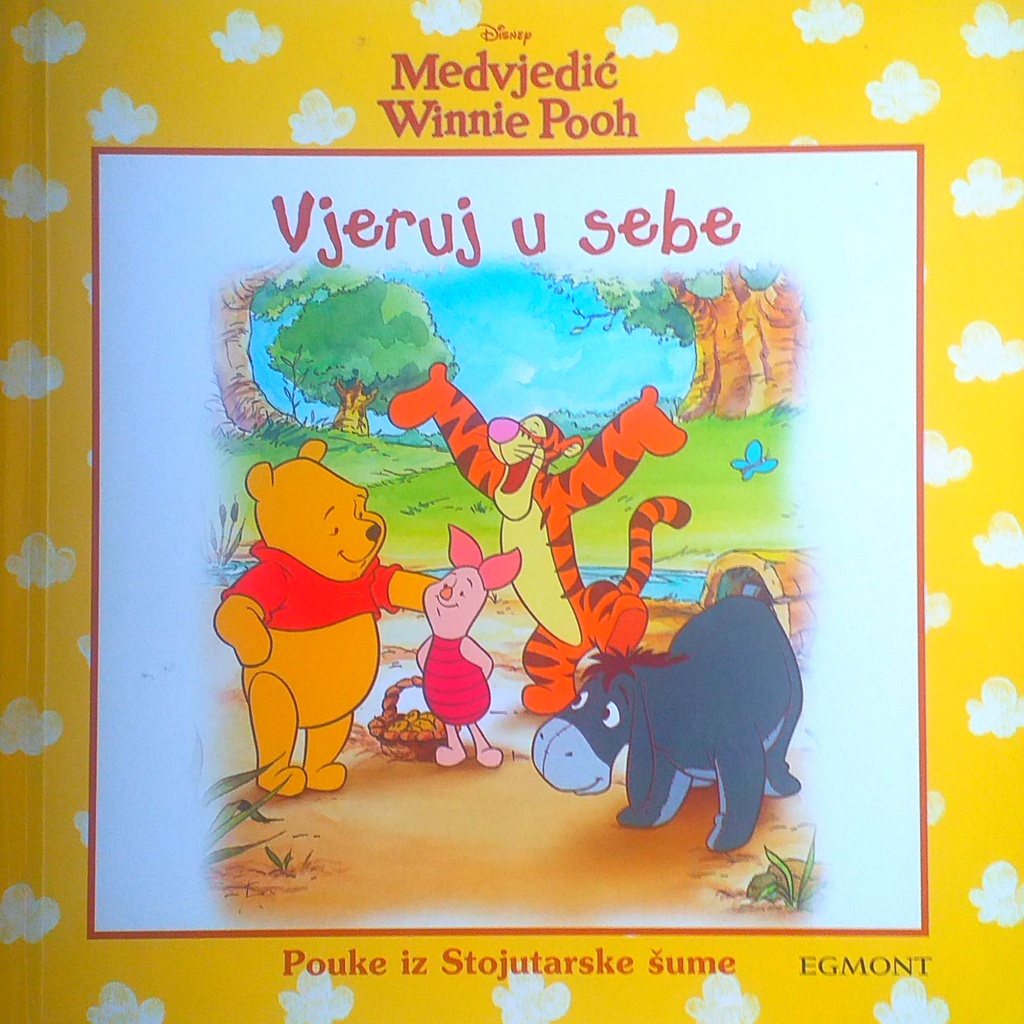 Disney
Medvjedić
Winnie Pooh
Vjeruj u sebe
Pouke iz Stojutarske šume
EGMONT